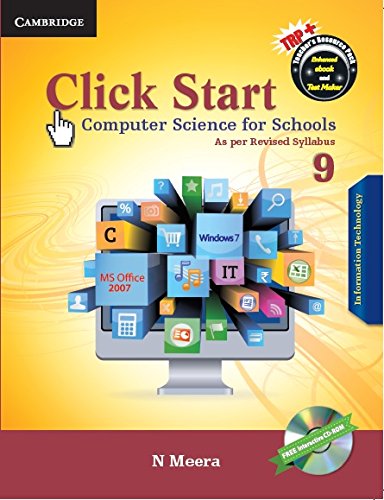 CAMBRIDGE
TRP+
Teacher's Resource Pack
Enhanced
ebook
and
Test Maker
Click Start
Computer Science for Schools
As per Revised Syllabus
9
Information Technology
%
@
C
Windows 7
IT
MS Office
2007
₹
FREE Interactive CD-ROM
N Meera